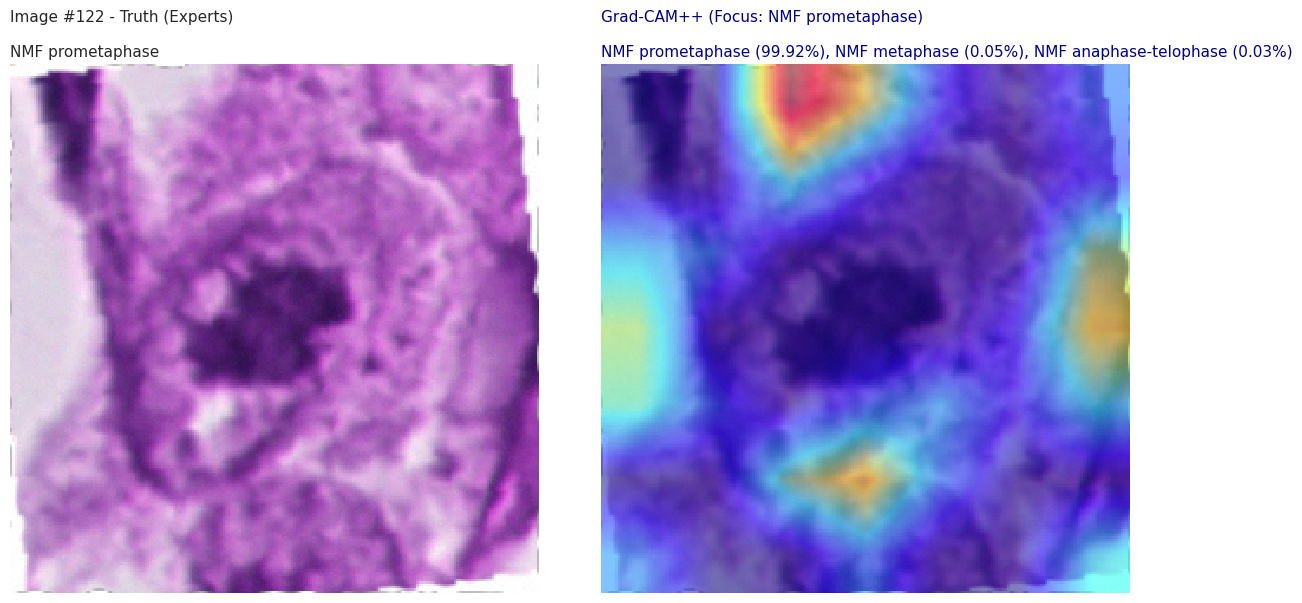 Image #122 - Truth (Experts)
NMF prometaphase
Grad-CAM++ (Focus: NMF prometaphase)
NMF prometaphase (99.92%), NMF metaphase (0.05%), NMF anaphase-telophase (0.03%)